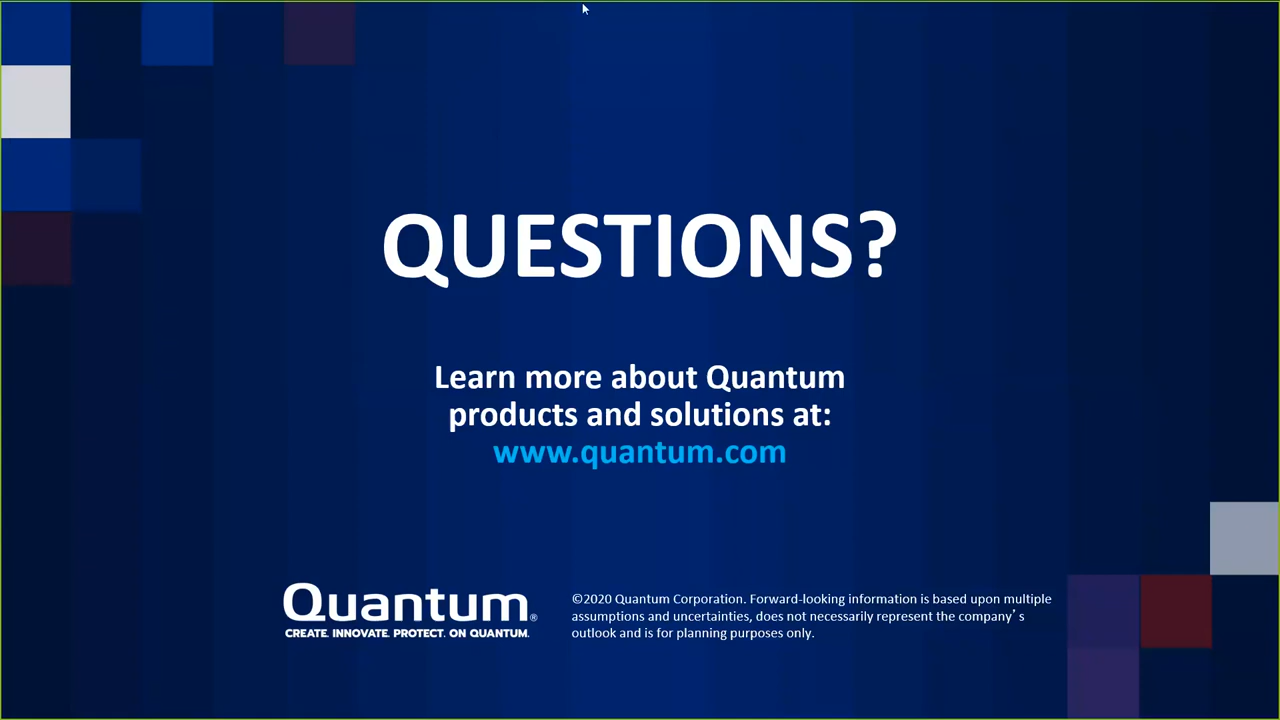 QUESTIONS?
Learn more about Quantum
products and solutions at:
www.quantum.com
Quantum®
CREATE. INNOVATE. PROTECT. ON QUANTUM.
©2020 Quantum Corporation. Forward-looking information is based upon multiple
assumptions and uncertainties, does not necessarily represent the company’s
outlook and is for planning purposes only.